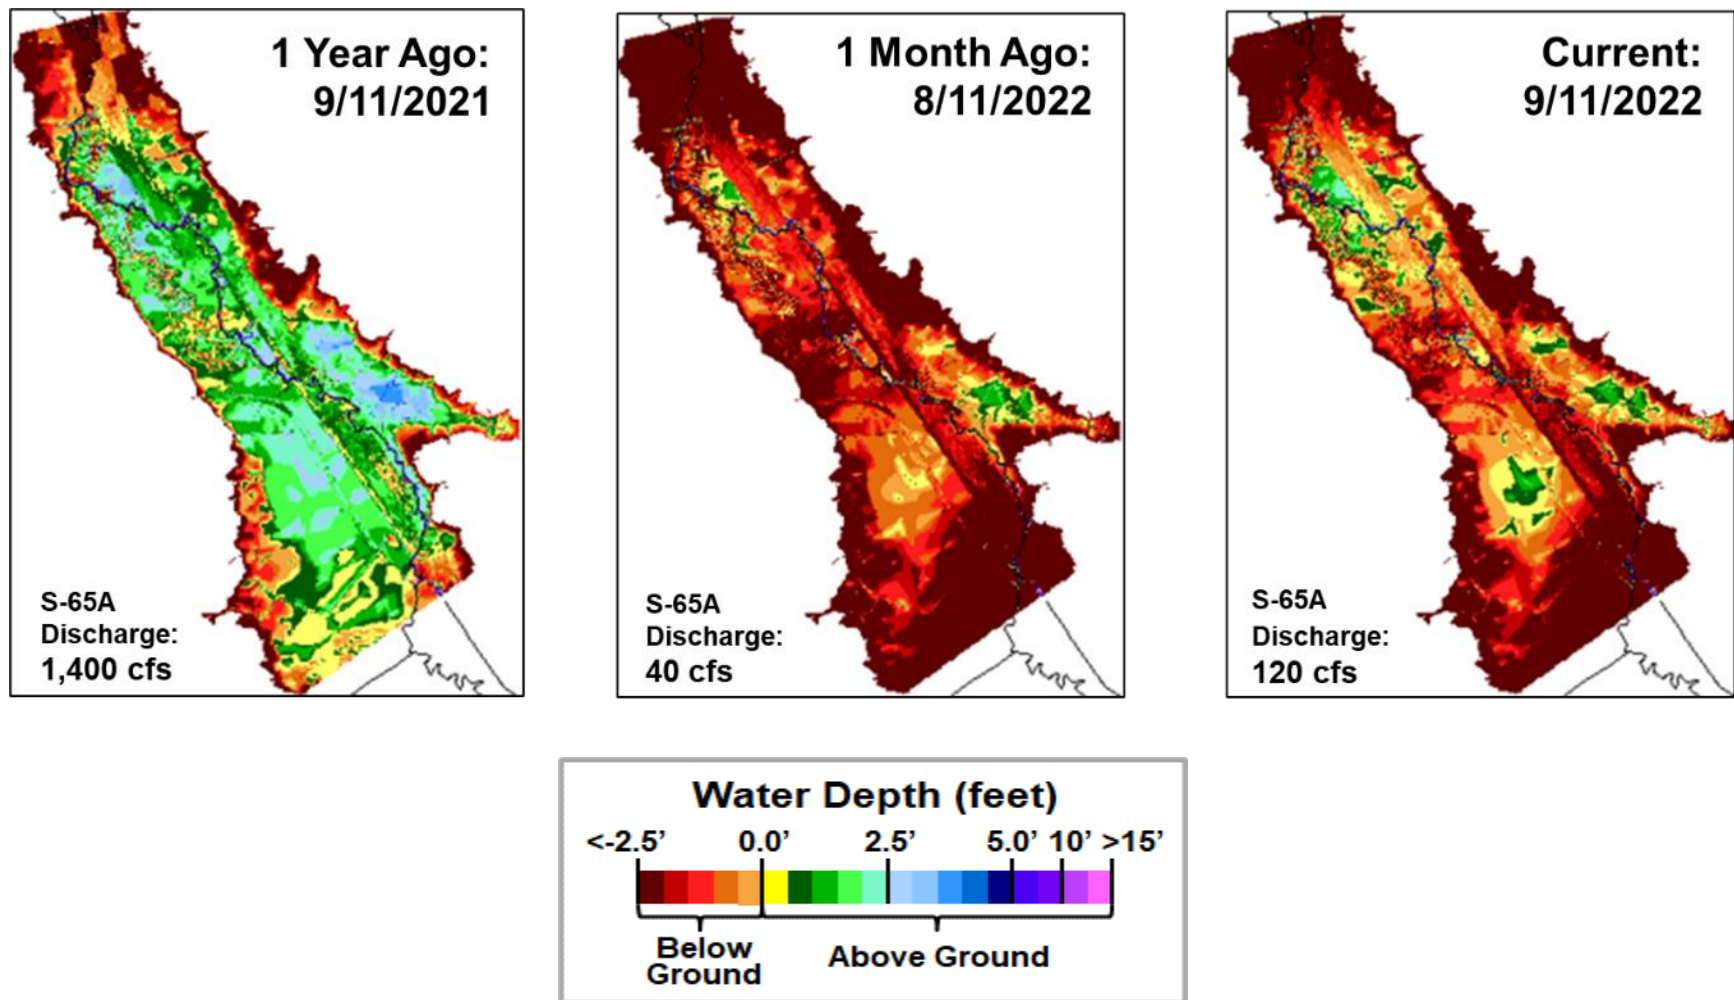 1 Year Ago:
9/11/2021
S-65A
Discharge:
1,400 cfs
1 Month Ago:
8/11/2022
S-65A
Discharge:
40 cfs
Current:
9/11/2022
S-65A
Discharge:
120 cfs
Water Depth (feet)
<-2.5’ 0.0’ 2.5’ 5.0’ 10’ >15’
Below
Ground
Above Ground